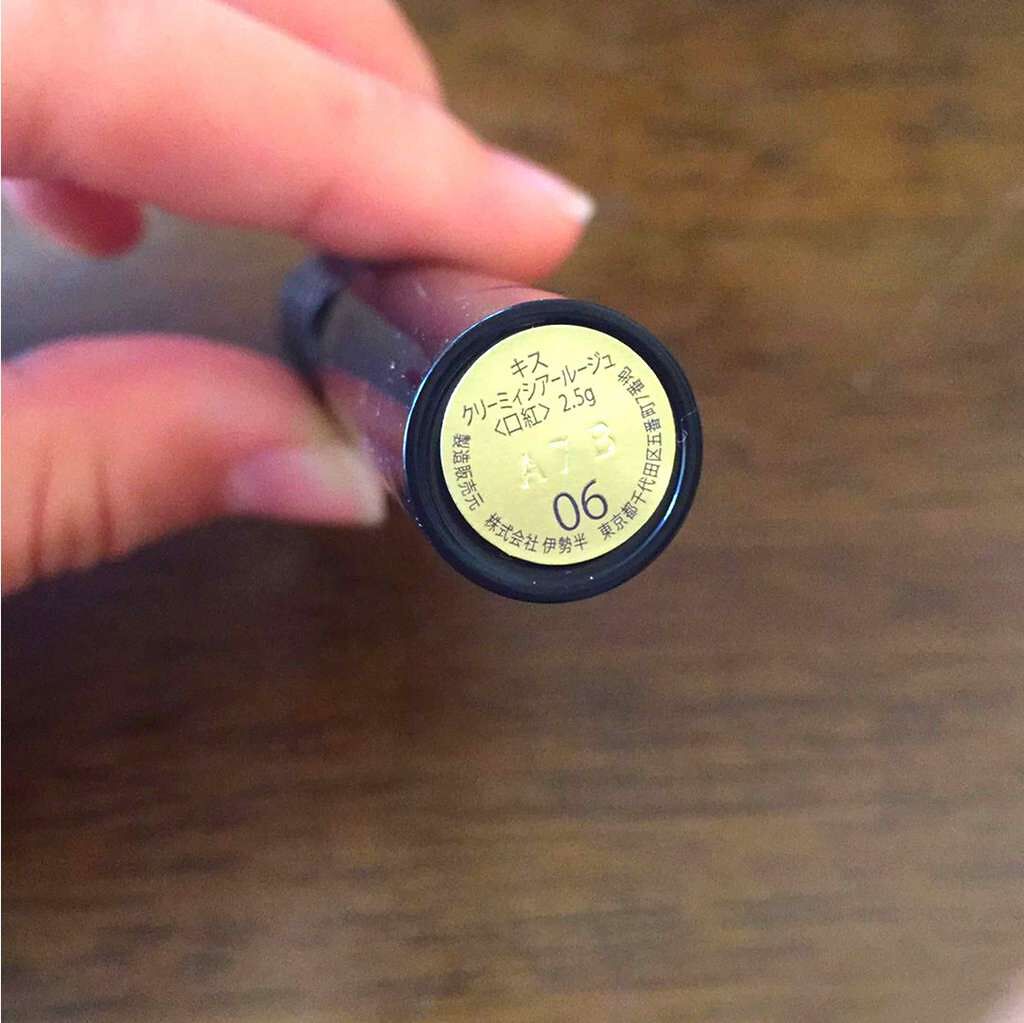 キス
クリーミィシアールージュ
〈口紅〉 2.5g
A7B
06
製造販売元 株式会社 伊勢半 東京都千代田区五番町7番地